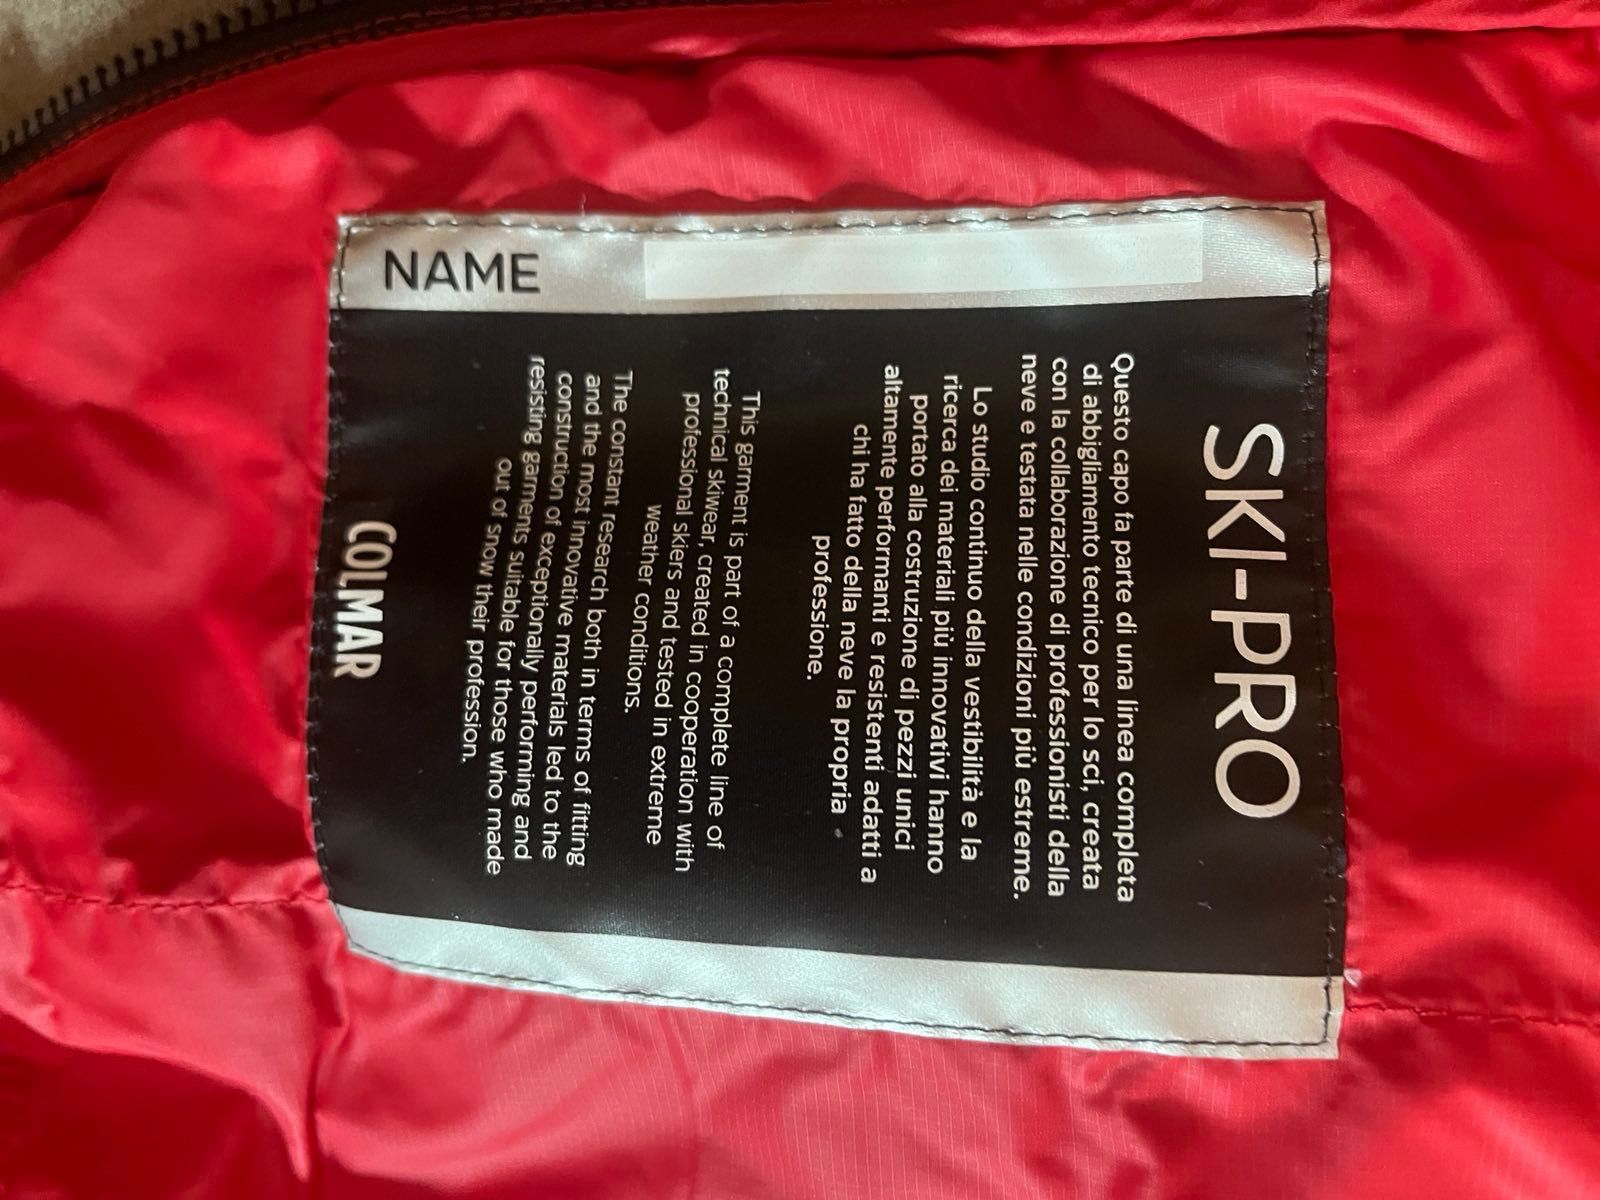 NAME
SKI-PRO
Questo capo fa parte di una linea completa
di abbigliamento tecnico per lo sci, creata
con la collaborazione di professionisti della
neve e testata nelle condizioni più estreme.
Lo studio continuo della vestibilità e la
ricerca dei materiali più innovativi hanno
portato alla costruzione di pezzi unici
altamente performanti e resistenti adatti a
chi ha fatto della neve la propria
professione.
This garment is part of a complete line of
technical skiwear, created in cooperation with
professional skiers and tested in extreme
weather conditions.
The constant research both in terms of fitting
and the most innovative materials led to the
construction of exceptionally performing and
resisting garments suitable for those who made
out of snow their profession.
COLMAR